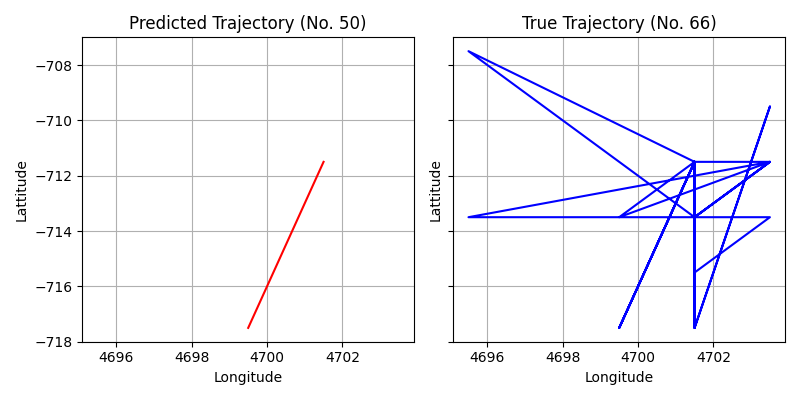 Predicted Trajectory (No. 50)
True Trajectory (No. 66)
−708
−710
−712
−714
−716
−718
Lattitude
Lattitude
4696
4698
4700
4702
4696
4698
4700
4702
Longitude
Longitude